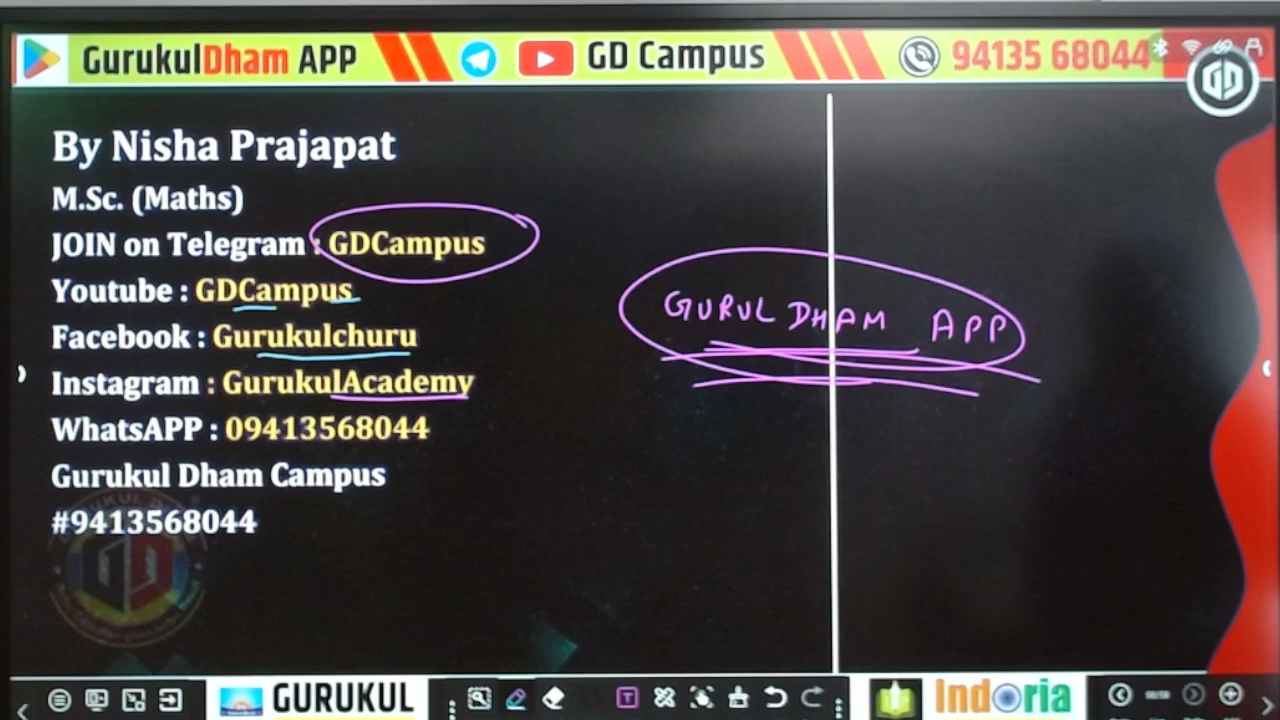 GurukulDham APP GD Campus 94135 68044
By Nisha Prajapat
M.Sc. (Maths)
JOIN on Telegram : GDCampus
Youtube : GDCampus
Facebook : Gurukulchuru
Instagram : GurukulAcademy
WhatsAPP : 09413568044
Gurukul Dham Campus
#9413568044
GURUL DHAM APP
GURUKUL
Indoria